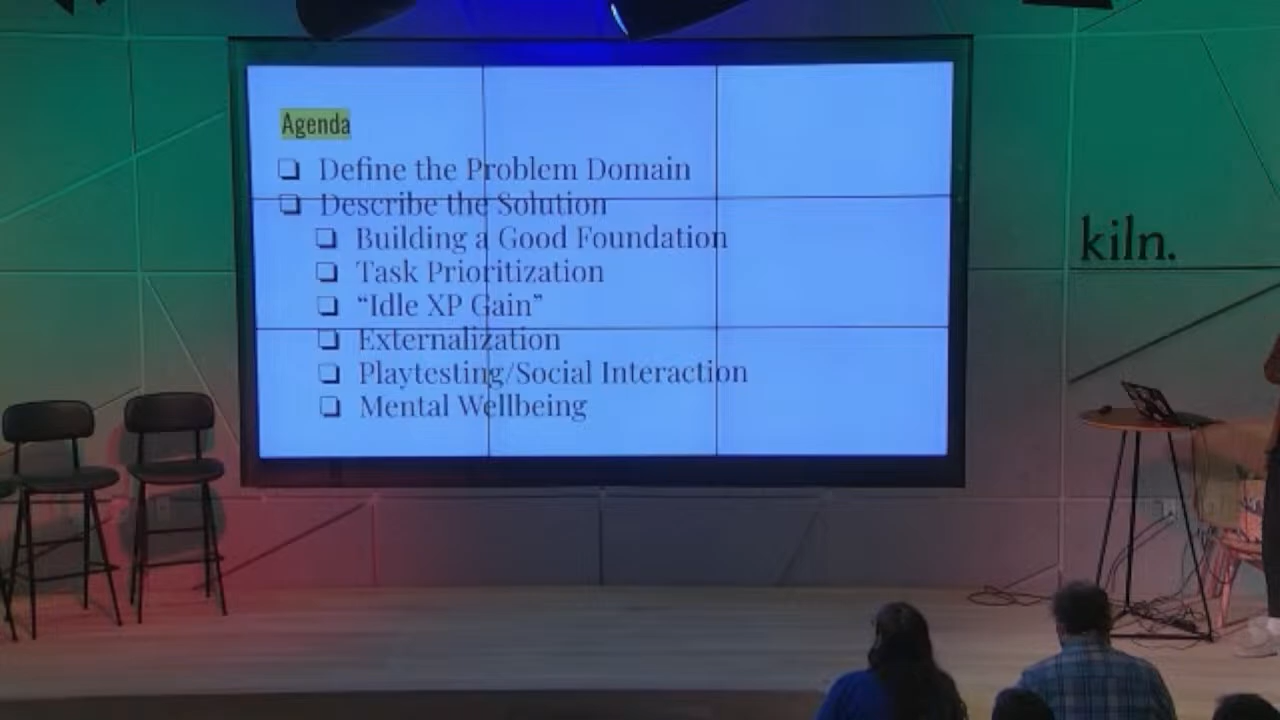 Agenda
Define the Problem Domain
Describe the Solution
Building a Good Foundation
Task Prioritization
“Idle XP Gain”
Externalization
Playtesting/Social Interaction
Mental Wellbeing
kiln.